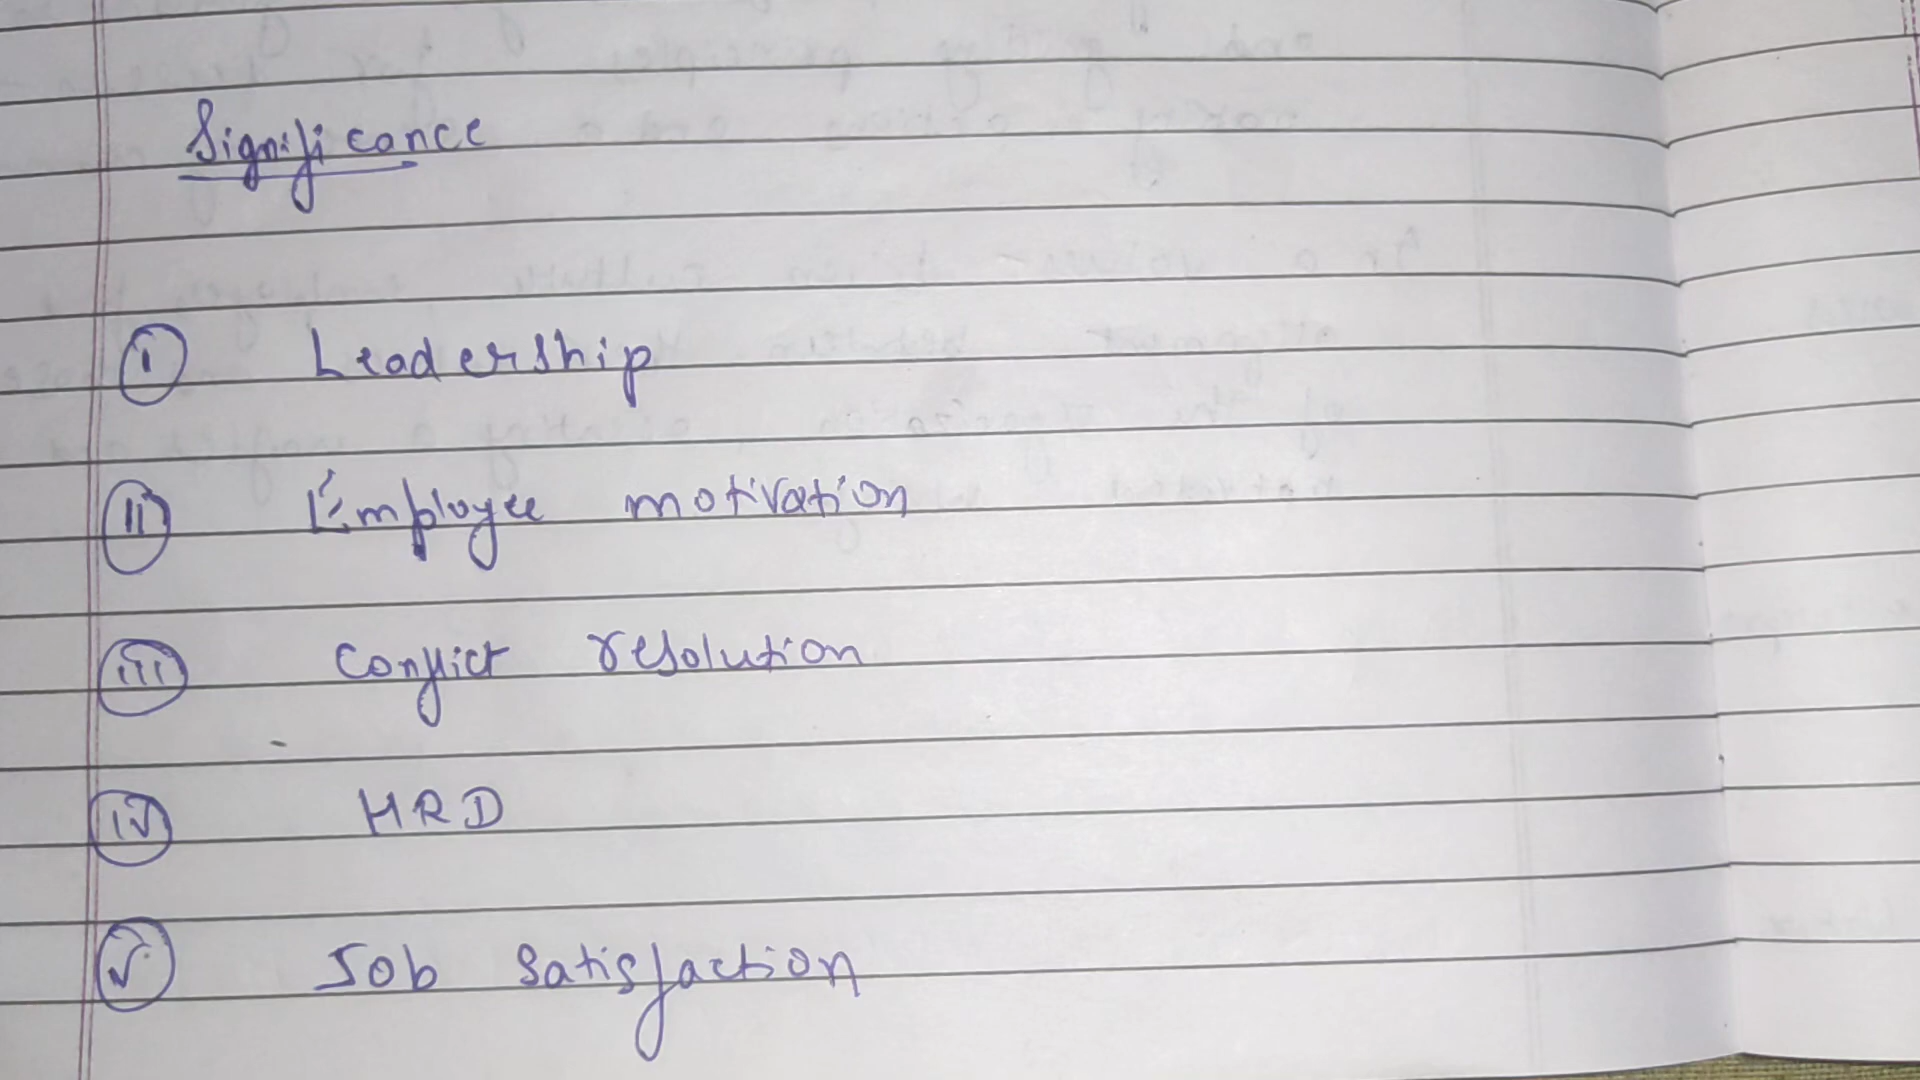 Significance
(i) Leadership
(ii) Employee motivation
(iii) Conflict resolution
(iv) HRD
(v) Job satisfaction